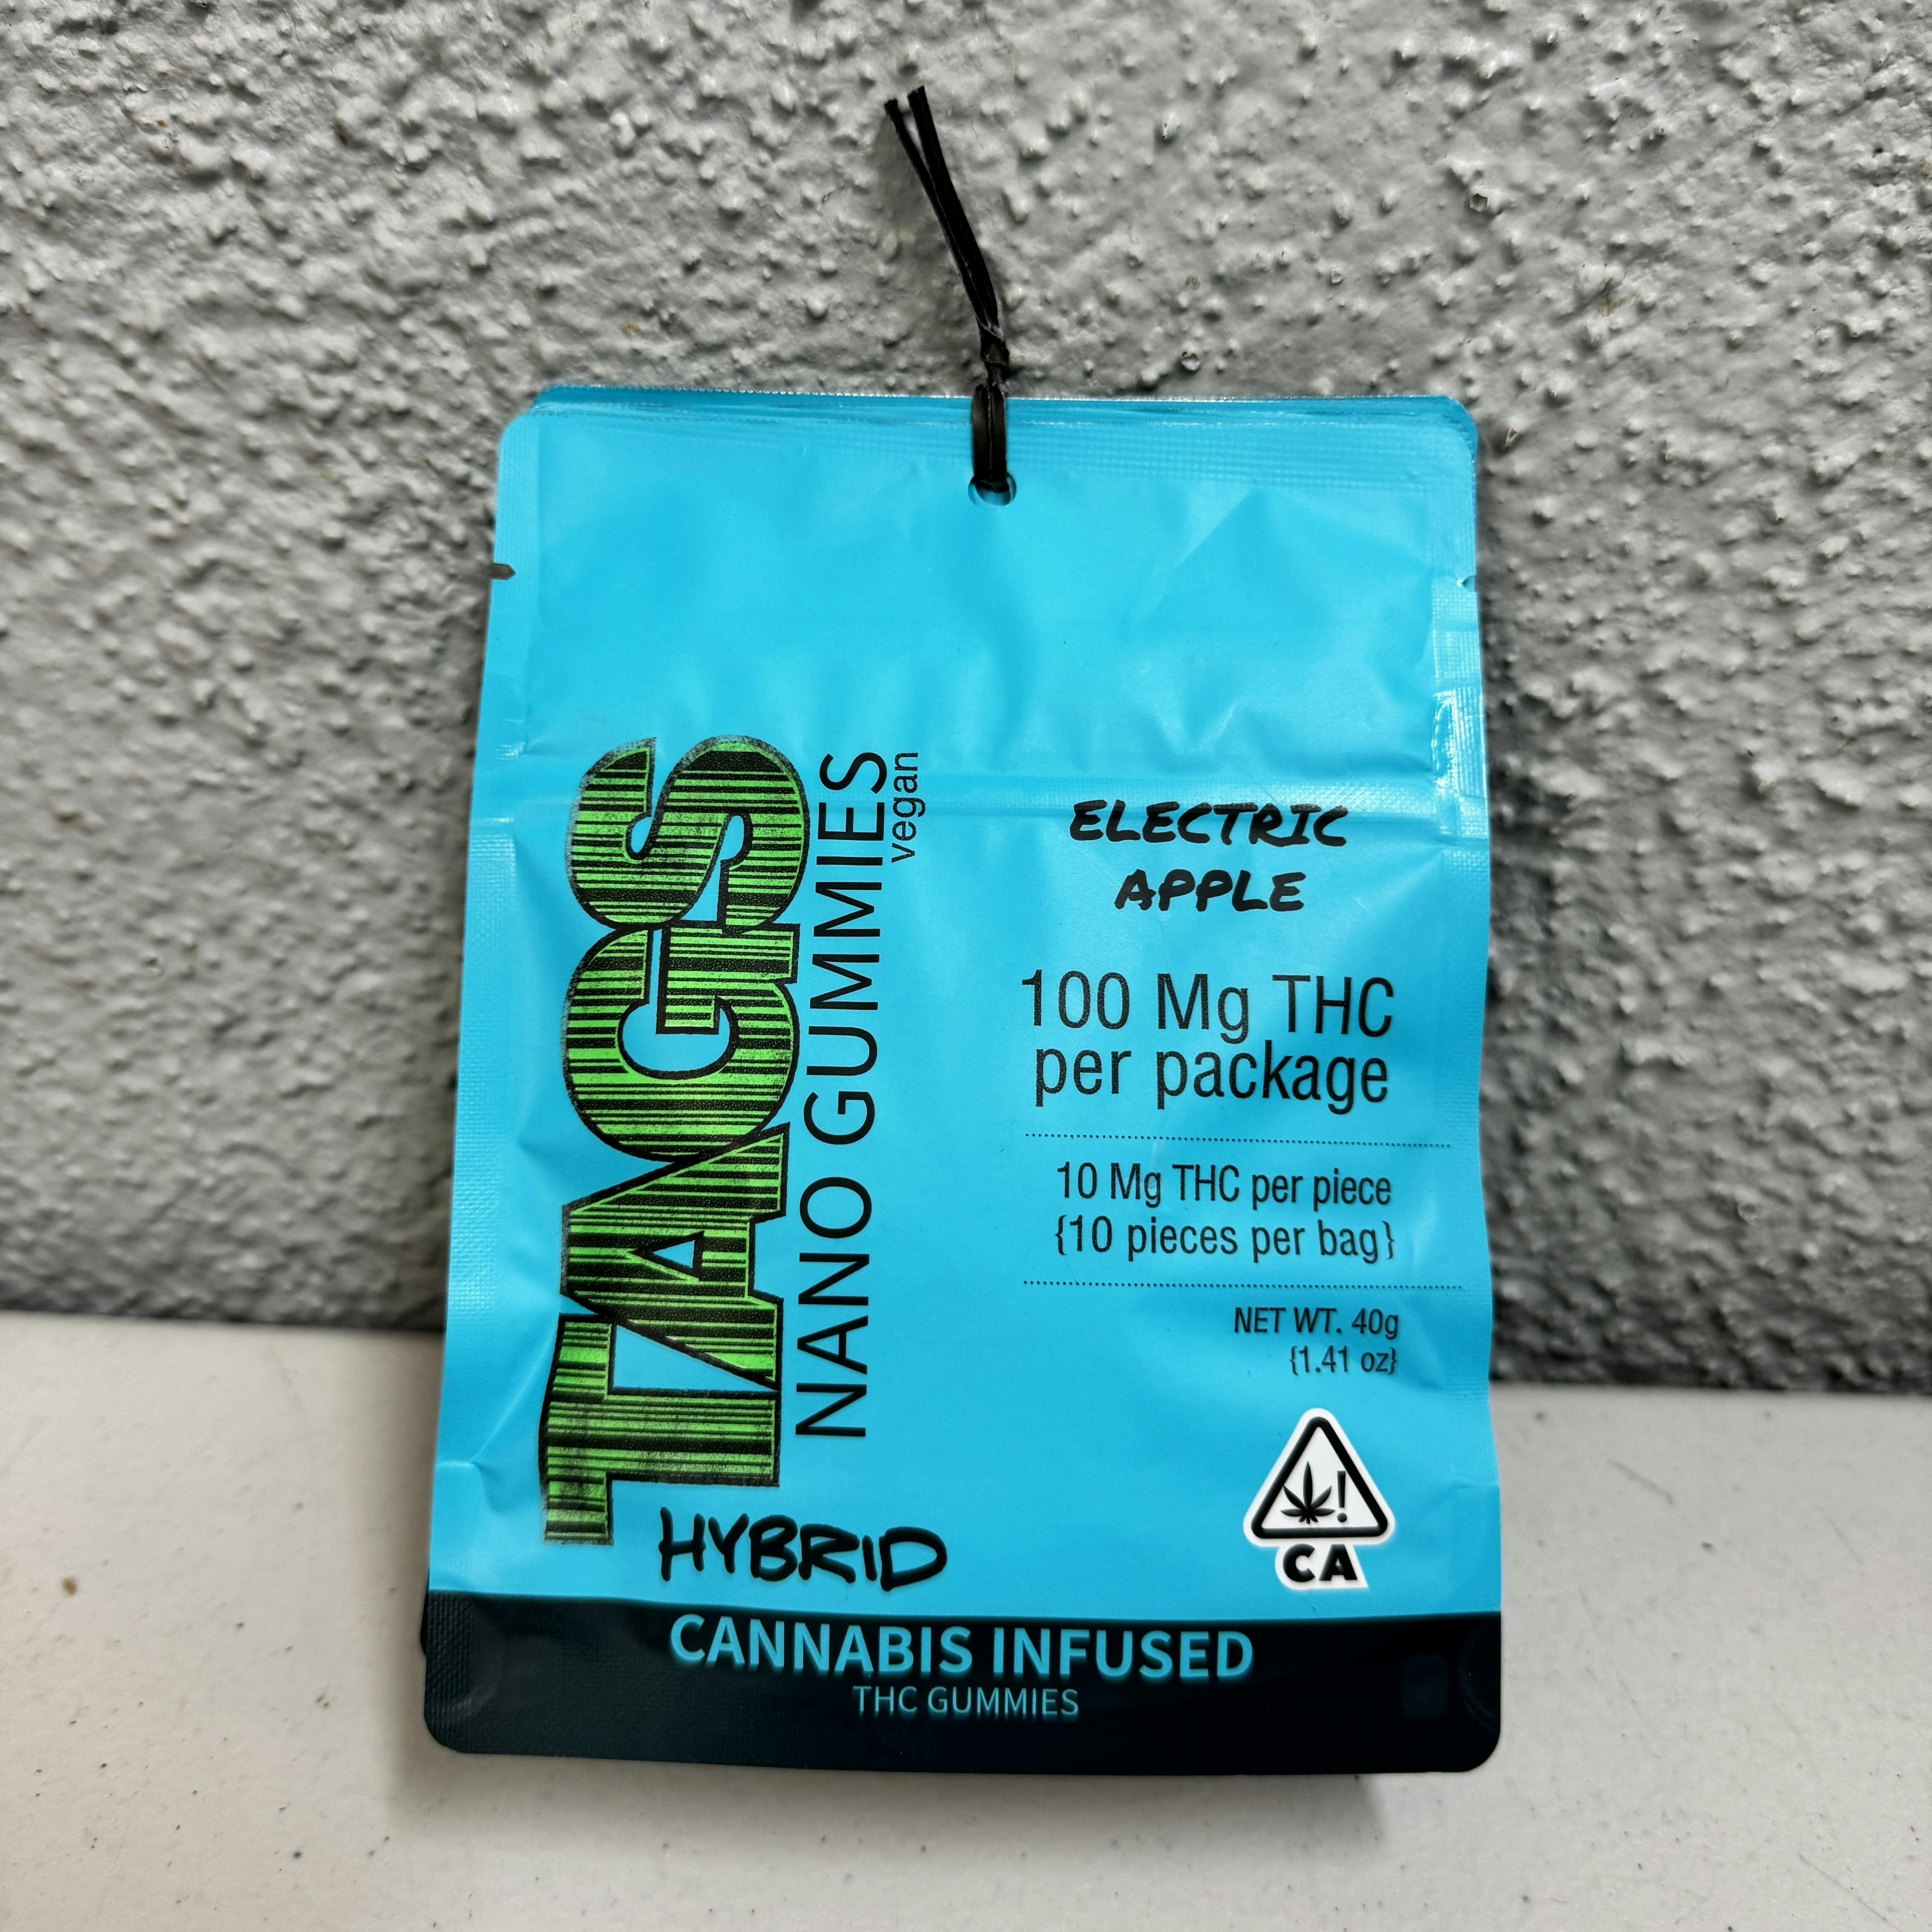 TAGS
NANO GUMMIES
vegan
HYBRID
ELECTRIC
APPLE
100 Mg THC
per package
10 Mg THC per piece
{10 pieces per bag}
NET WT. 40g
{1.41 oz}
!
CA
CANNABIS INFUSED
THC GUMMIES